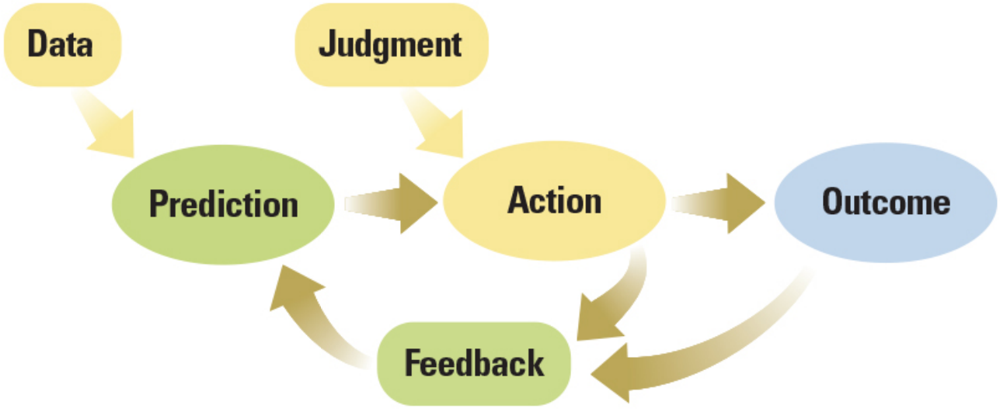 Data
Judgment
Prediction
Action
Outcome
Feedback